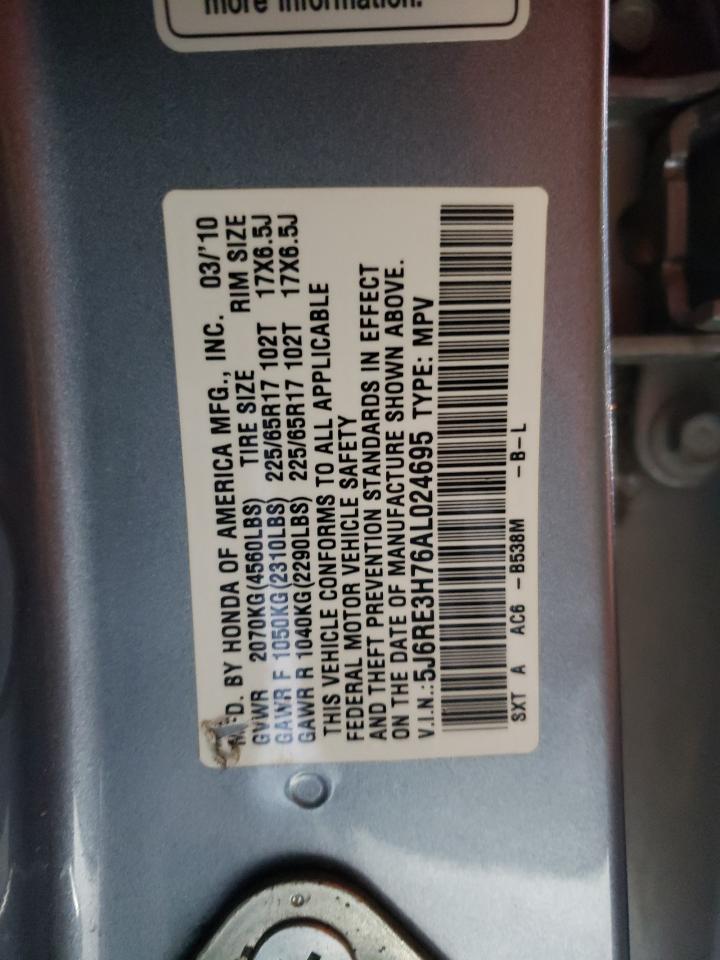 more information.
MFD. BY HONDA OF AMERICA MFG., INC. 03/'10
GVWR 2070KG(4560LBS) TIRE SIZE RIM SIZE
GAWR F 1050KG(2310LBS) 225/65R17 102T 17X6.5J
GAWR R 1040KG(2290LBS) 225/65R17 102T 17X6.5J
THIS VEHICLE CONFORMS TO ALL APPLICABLE
FEDERAL MOTOR VEHICLE SAFETY
AND THEFT PREVENTION STANDARDS IN EFFECT
ON THE DATE OF MANUFACTURE SHOWN ABOVE.
V.I.N.:5J6RE3H76AL024695 TYPE: MPV
SXT A AC6 -B538M -B-L